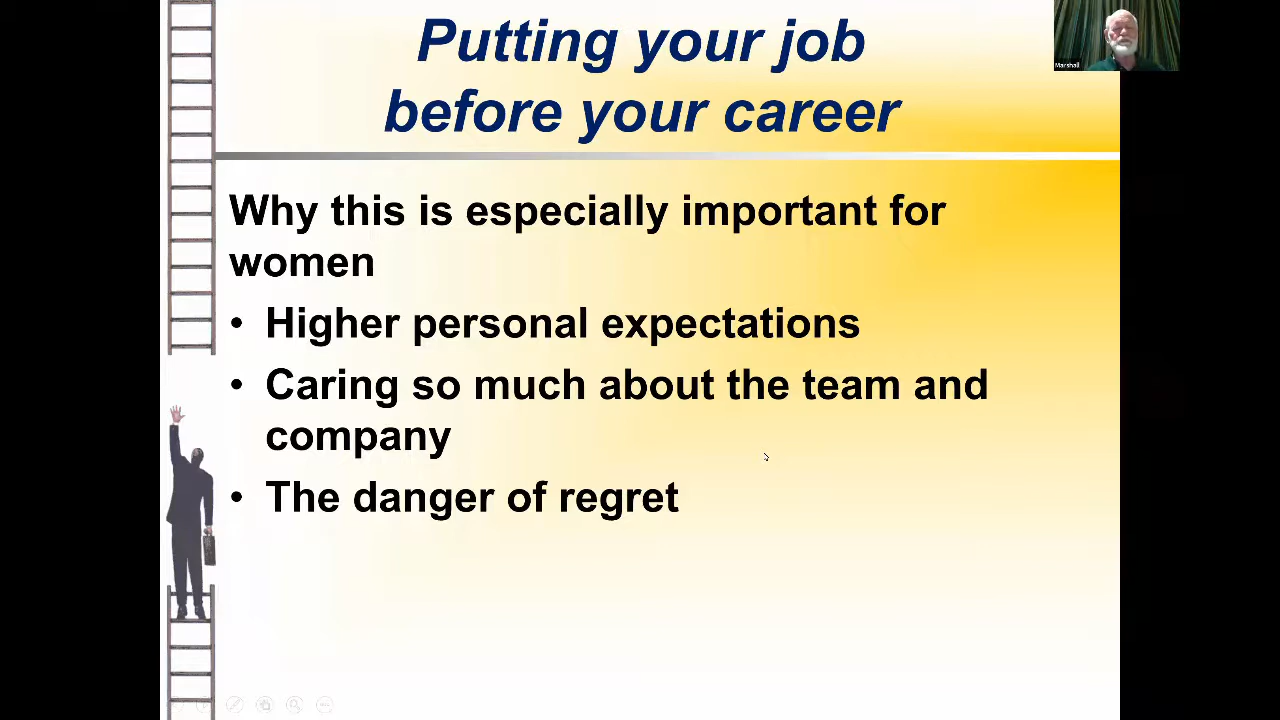 Putting your job
before your career
Marshall
Why this is especially important for
women
• Higher personal expectations
• Caring so much about the team and
company
• The danger of regret